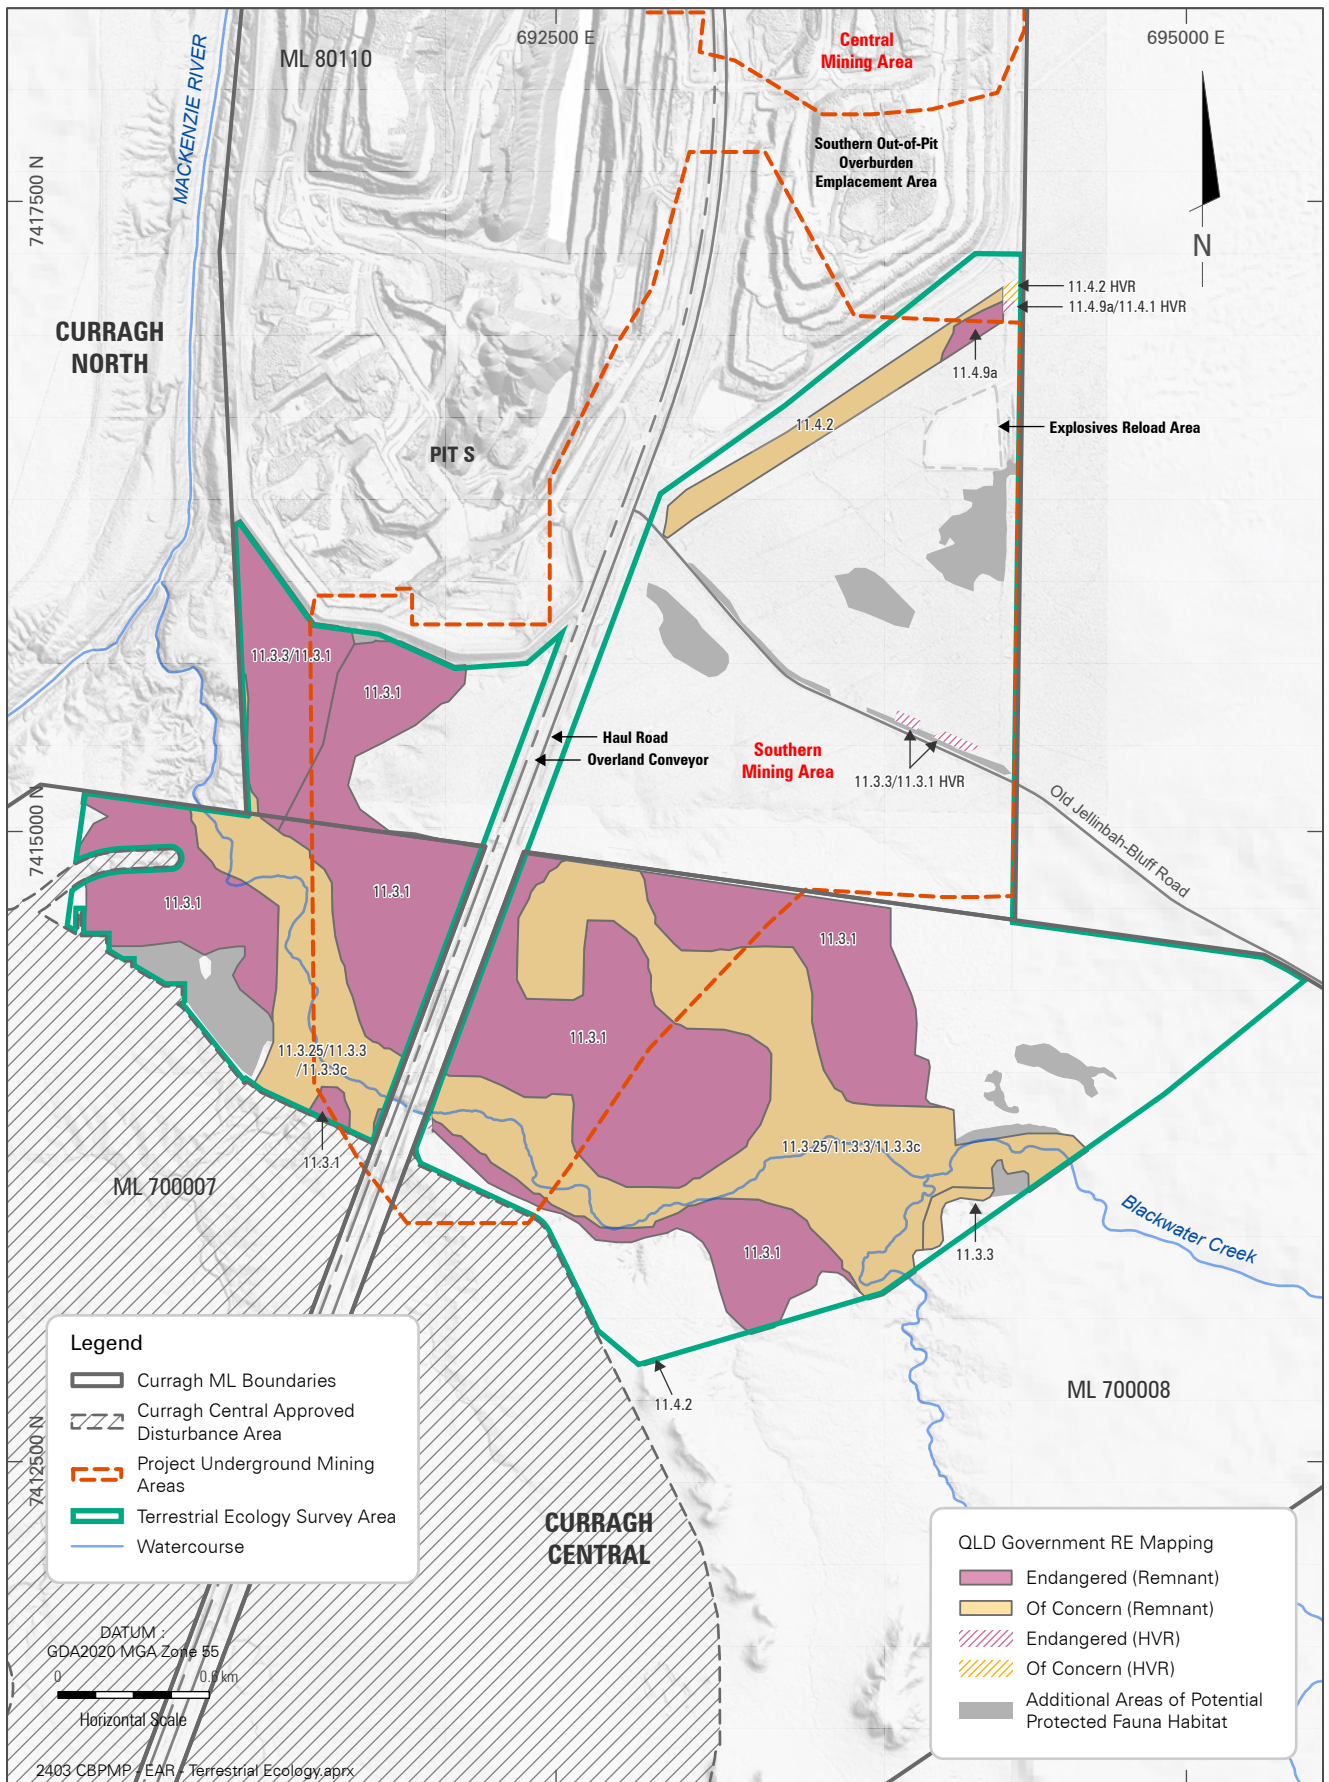 692500 E
695000 E
ML 80110
Central
Mining Area
MACKENZIE RIVER
Southern Out-of-Pit
Overburden
Emplacement Area
7417500 N
N
CURRAGH
NORTH
11.4.2 HVR
11.4.9a/11.4.1 HVR
11.4.9a
11.4.2
Explosives Reload Area
PIT S
11.3.3/11.3.1
11.3.1
Haul Road
Overland Conveyor
Southern
Mining Area
11.3.3/11.3.1 HVR
Old Jellinbah-Bluff Road
7415000 N
11.3.1
11.3.1
11.3.1
11.3.1
11.3.25/11.3.3
/11.3.3c
11.3.25/11.3.3/11.3.3c
11.3.1
ML 700007
Blackwater Creek
11.3.1
11.3.3
Legend
Curragh ML Boundaries
Curragh Central Approved
Disturbance Area
Project Underground Mining
Areas
Terrestrial Ecology Survey Area
Watercourse
11.4.2
ML 700008
7412500 N
CURRAGH
CENTRAL
QLD Government RE Mapping
Endangered (Remnant)
Of Concern (Remnant)
Endangered (HVR)
Of Concern (HVR)
Additional Areas of Potential
Protected Fauna Habitat
DATUM :
GDA2020 MGA Zone 55
0
0.6 km
Horizontal Scale
2403 CBPMP - EAR - Terrestrial Ecology.aprx